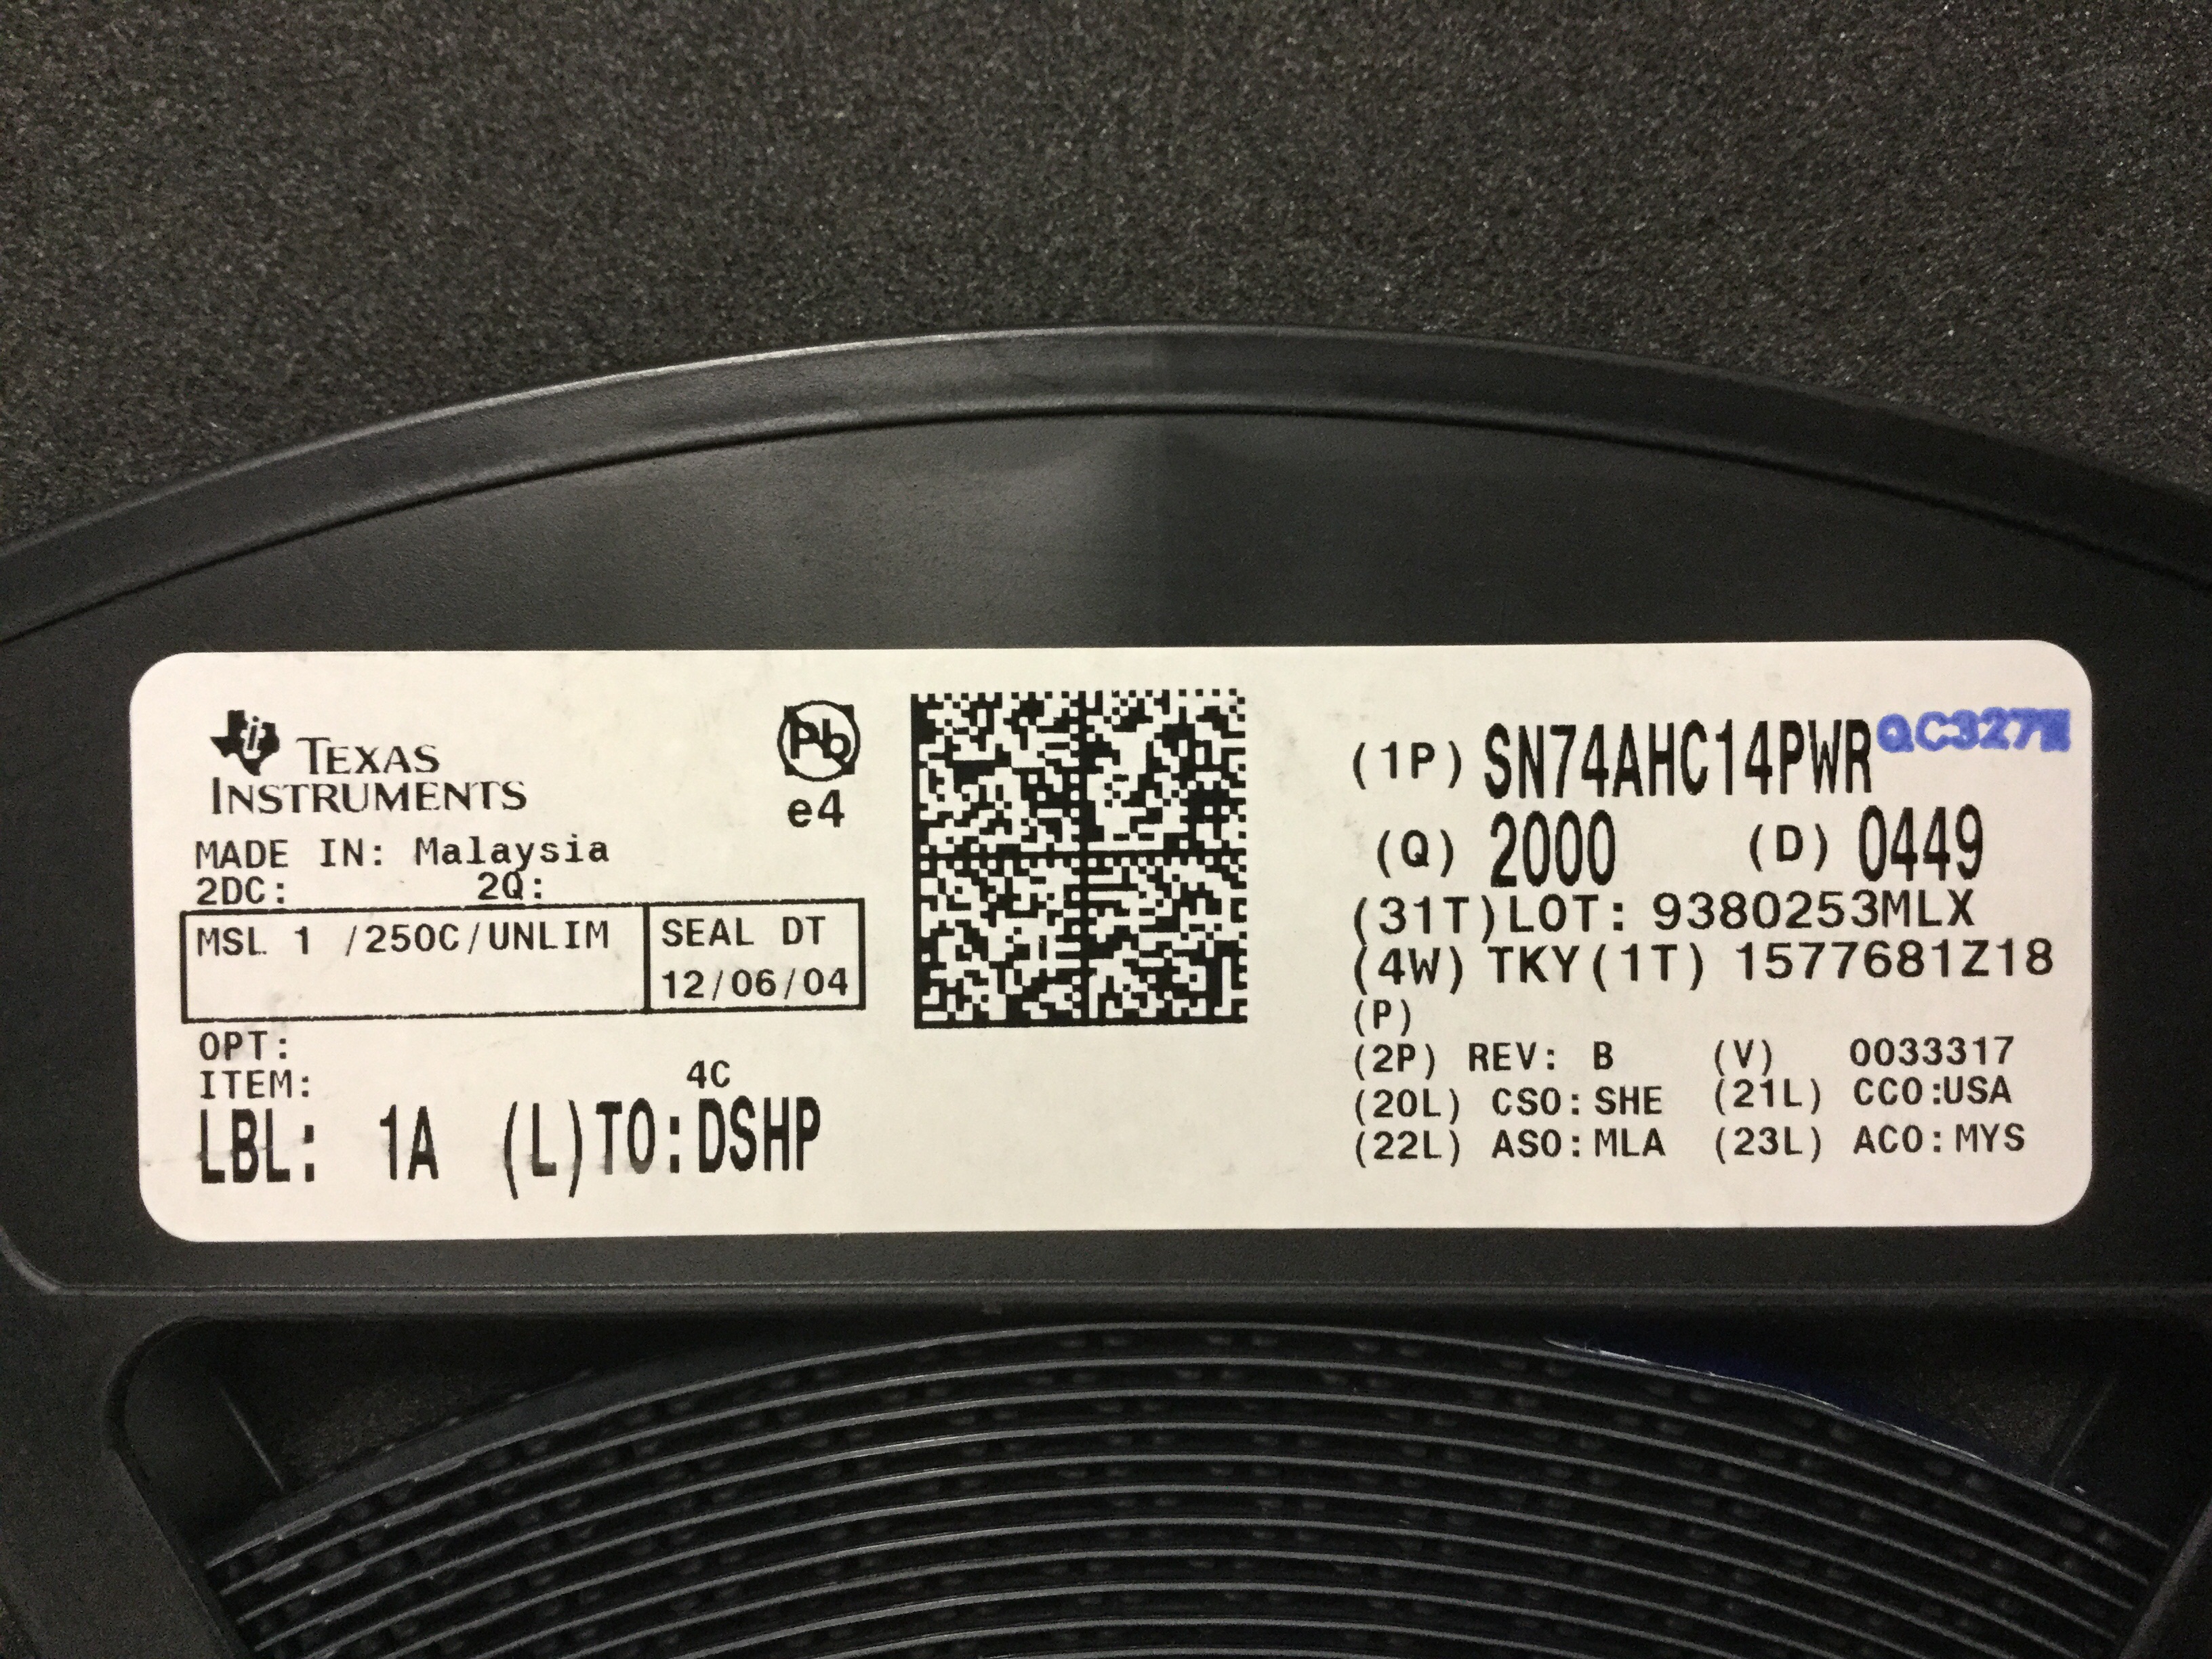 TEXAS
INSTRUMENTS
Pb
e4
MADE IN: Malaysia
2DC: 2Q:
MSL 1 /250C/UNLIM
SEAL DT
12/06/04
OPT:
ITEM:
4C
LBL: 1A (L)TO:DSHP
(1P) SN74AHC14PWR
(Q) 2000 (D) 0449
(31T)LOT: 9380253MLX
(4W) TKY(1T) 1577681Z18
(P)
(2P) REV: B (V) 0033317
(20L) CSO:SHE (21L) CCO:USA
(22L) ASO:MLA (23L) ACO:MYS